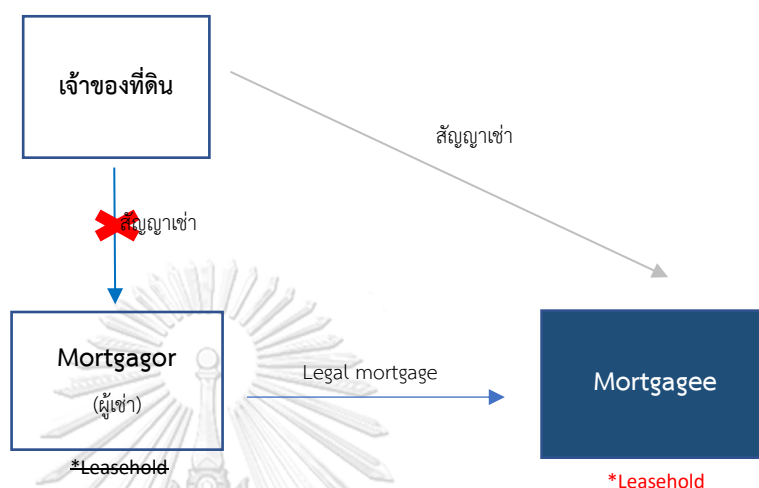 เจ้าของที่ดิน
สัญญาเช่า
สัญญาเช่า
Mortgagor
(ผู้เช่า)
*Leasehold
Legal mortgage
Mortgagee
*Leasehold